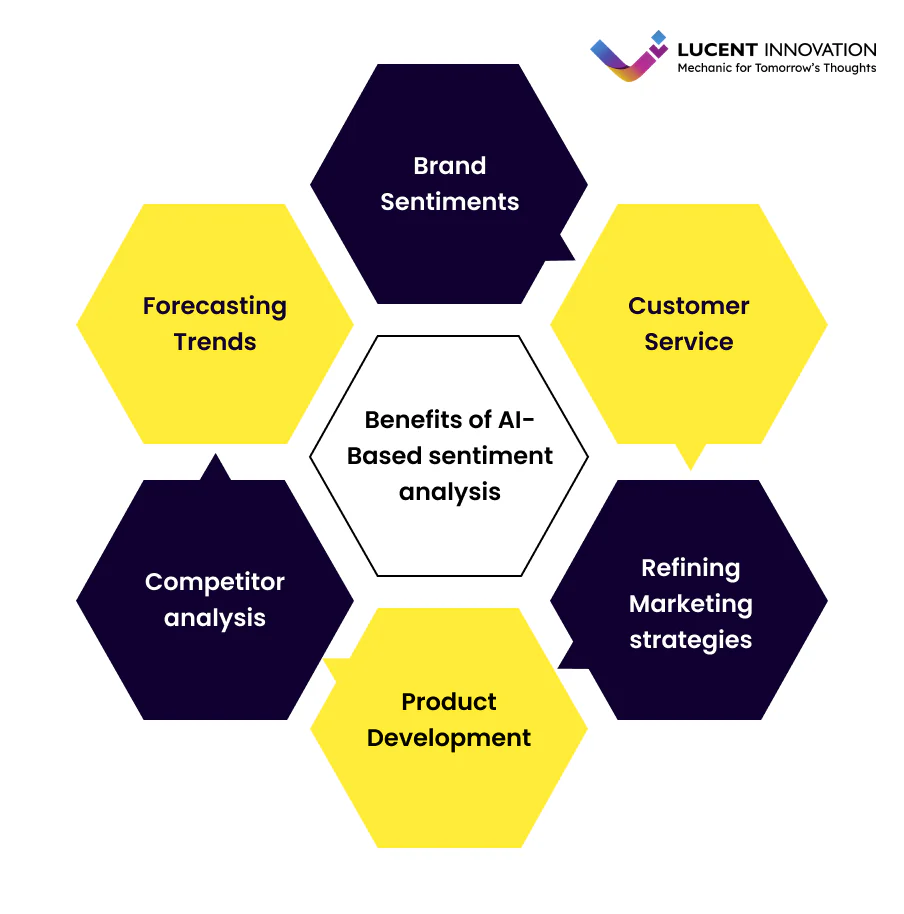 LUCENT INNOVATION
Mechanic for Tomorrow's Thoughts
Brand
Sentiments
Forecasting
Trends
Customer
Service
Benefits of AI-
Based sentiment
analysis
Competitor
analysis
Refining
Marketing
strategies
Product
Development